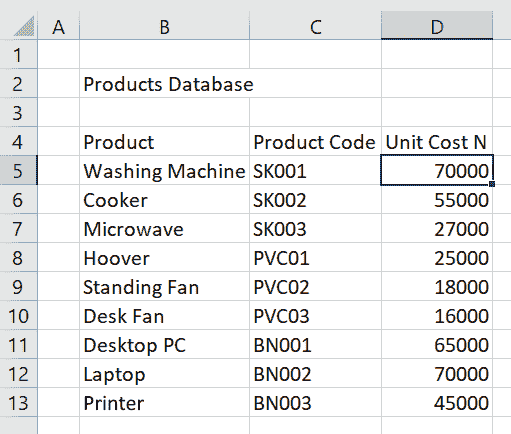 A B C D
1
2 Products Database
3
4 Product Product Code Unit Cost N
5 Washing Machine SK001 70000
6 Cooker SK002 55000
7 Microwave SK003 27000
8 Hoover PVC01 25000
9 Standing Fan PVC02 18000
10 Desk Fan PVC03 16000
11 Desktop PC BN001 65000
12 Laptop BN002 70000
13 Printer BN003 45000